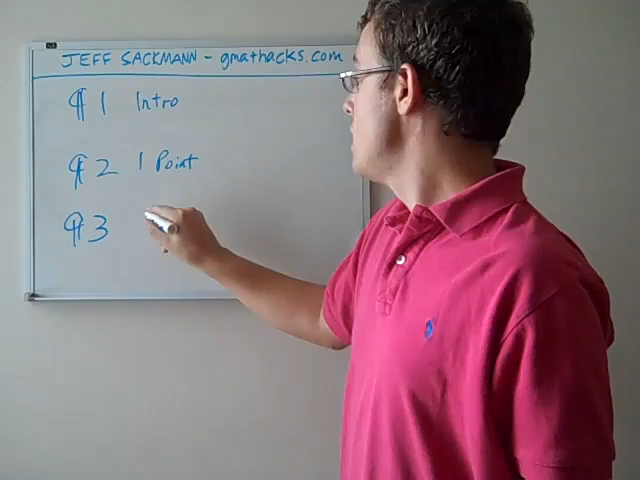 JEFF SACKMANN - gmathacks.com
¶ 1 Intro
¶ 2 1 Point
¶ 3